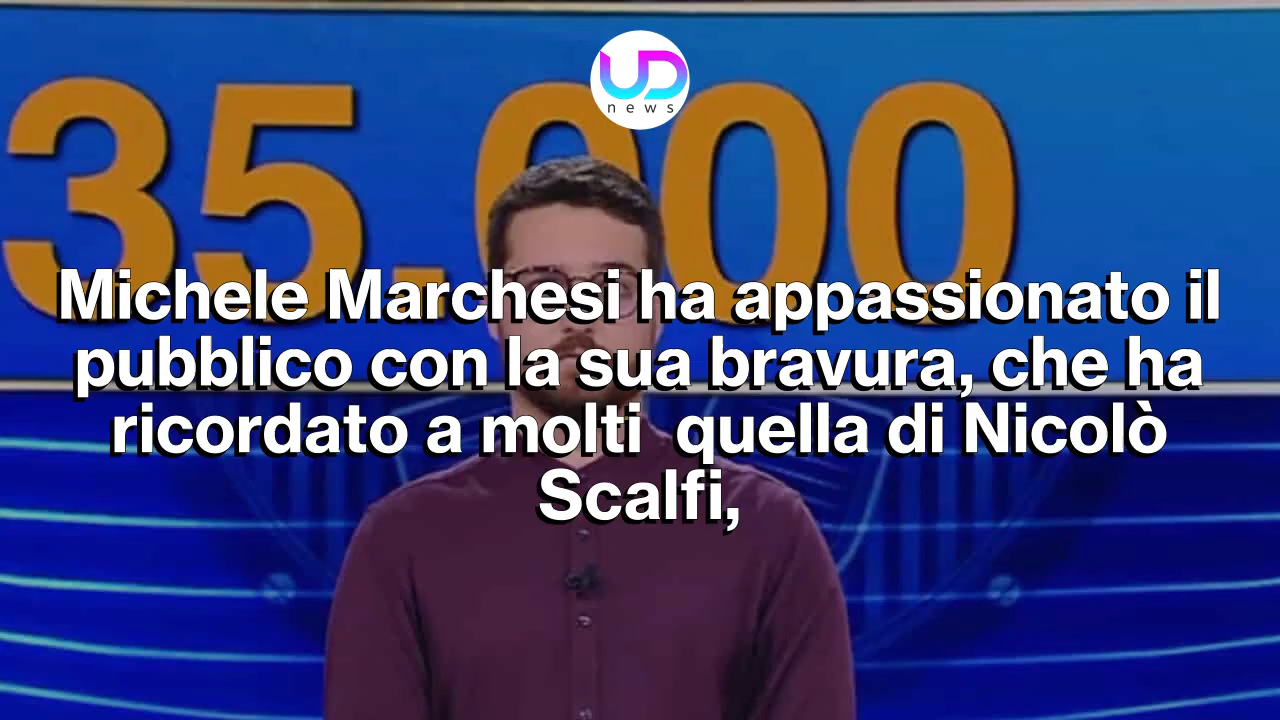 UD
news
35.000
Michele Marchesi ha appassionato il
pubblico con la sua bravura, che ha
ricordato a molti  quella di Nicolò
Scalfi,